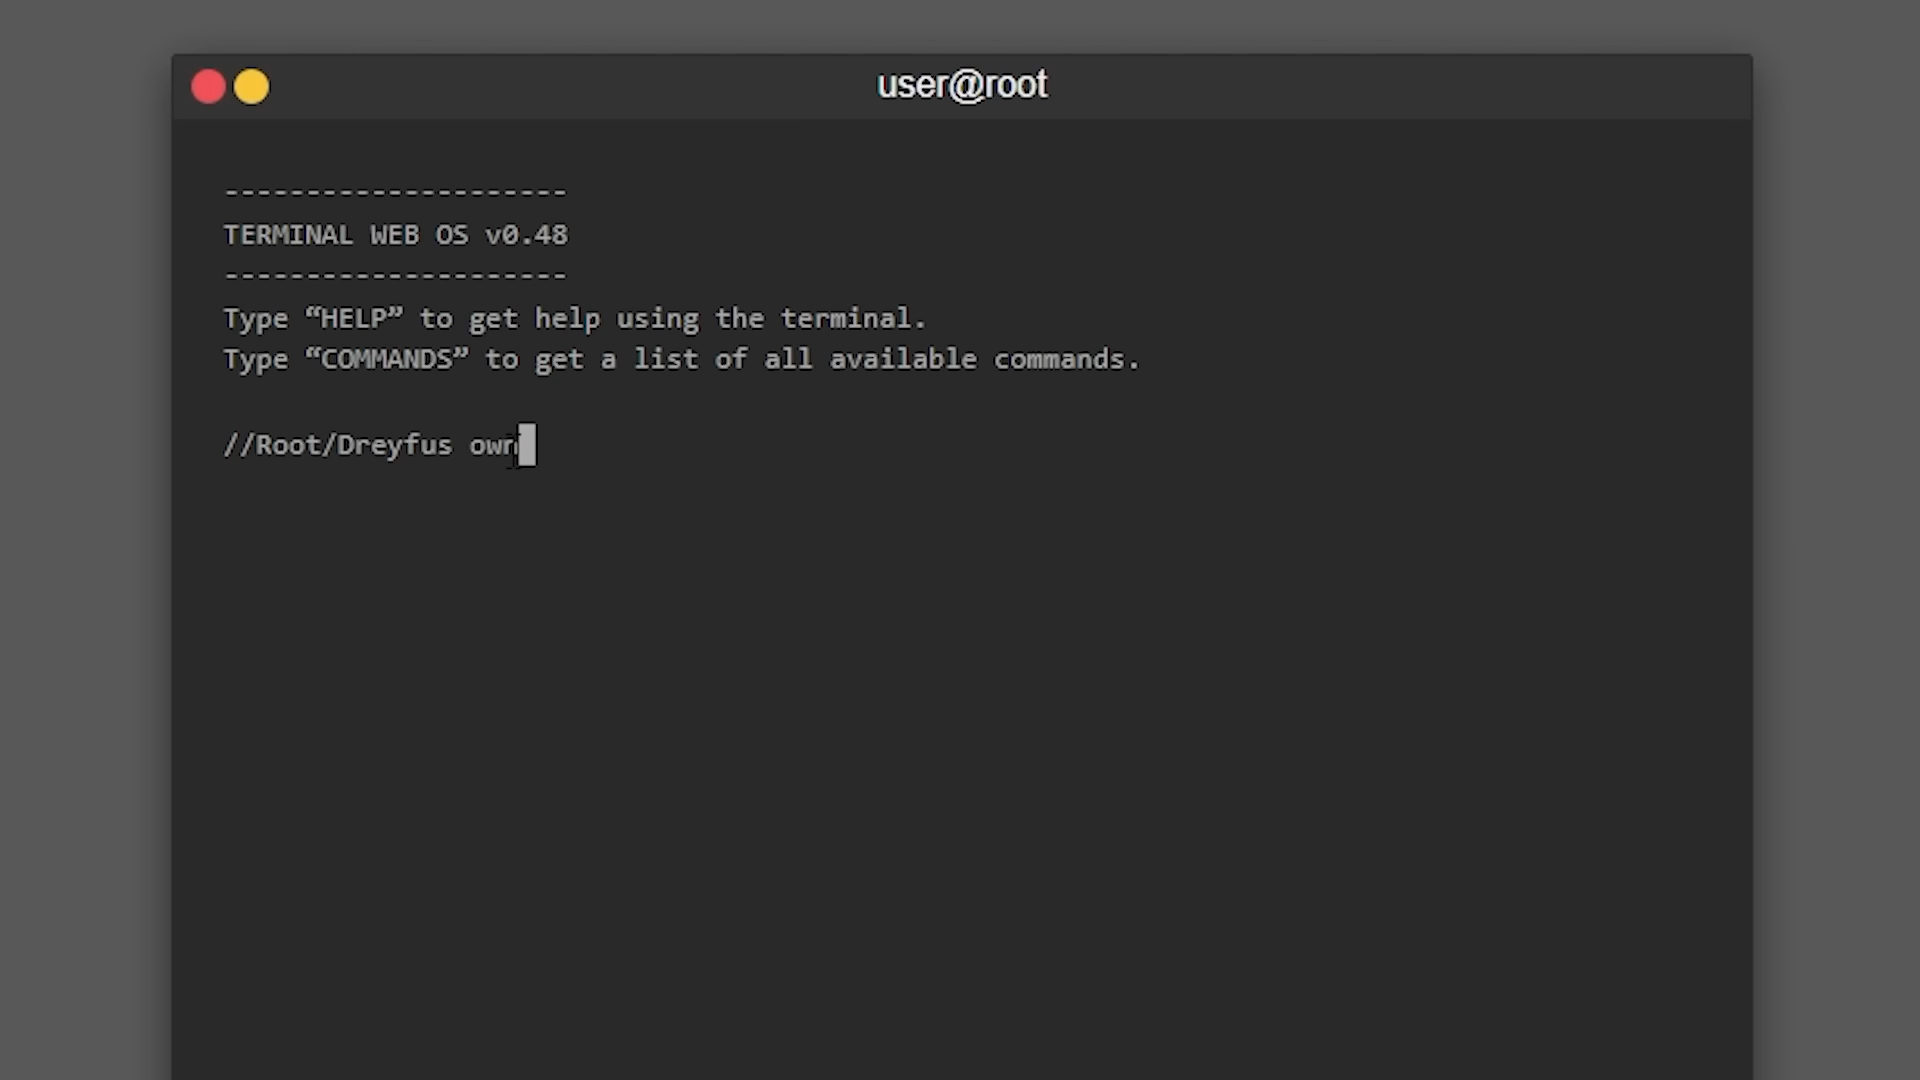 user@root
---------------------
TERMINAL WEB OS v0.48
---------------------
Type “HELP” to get help using the terminal.
Type “COMMANDS” to get a list of all available commands.
//Root/Dreyfus own